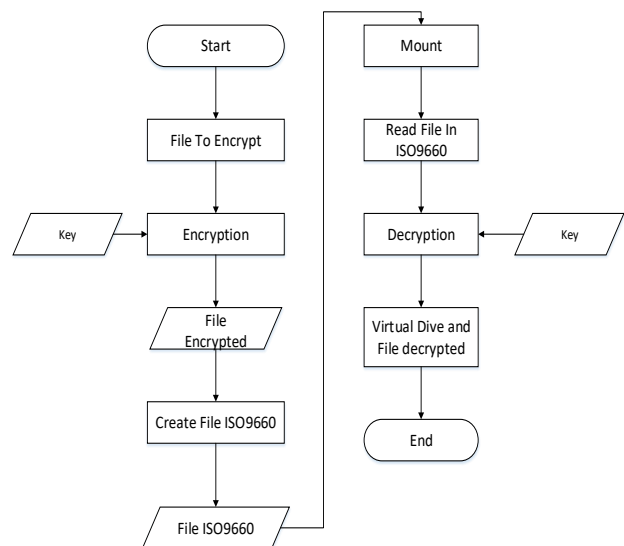 Start
File To Encrypt
Key
Encryption
File
Encrypted
Create File ISO9660
File ISO9660
Mount
Read File In
ISO9660
Decryption
Key
Virtual Dive and
File decrypted
End